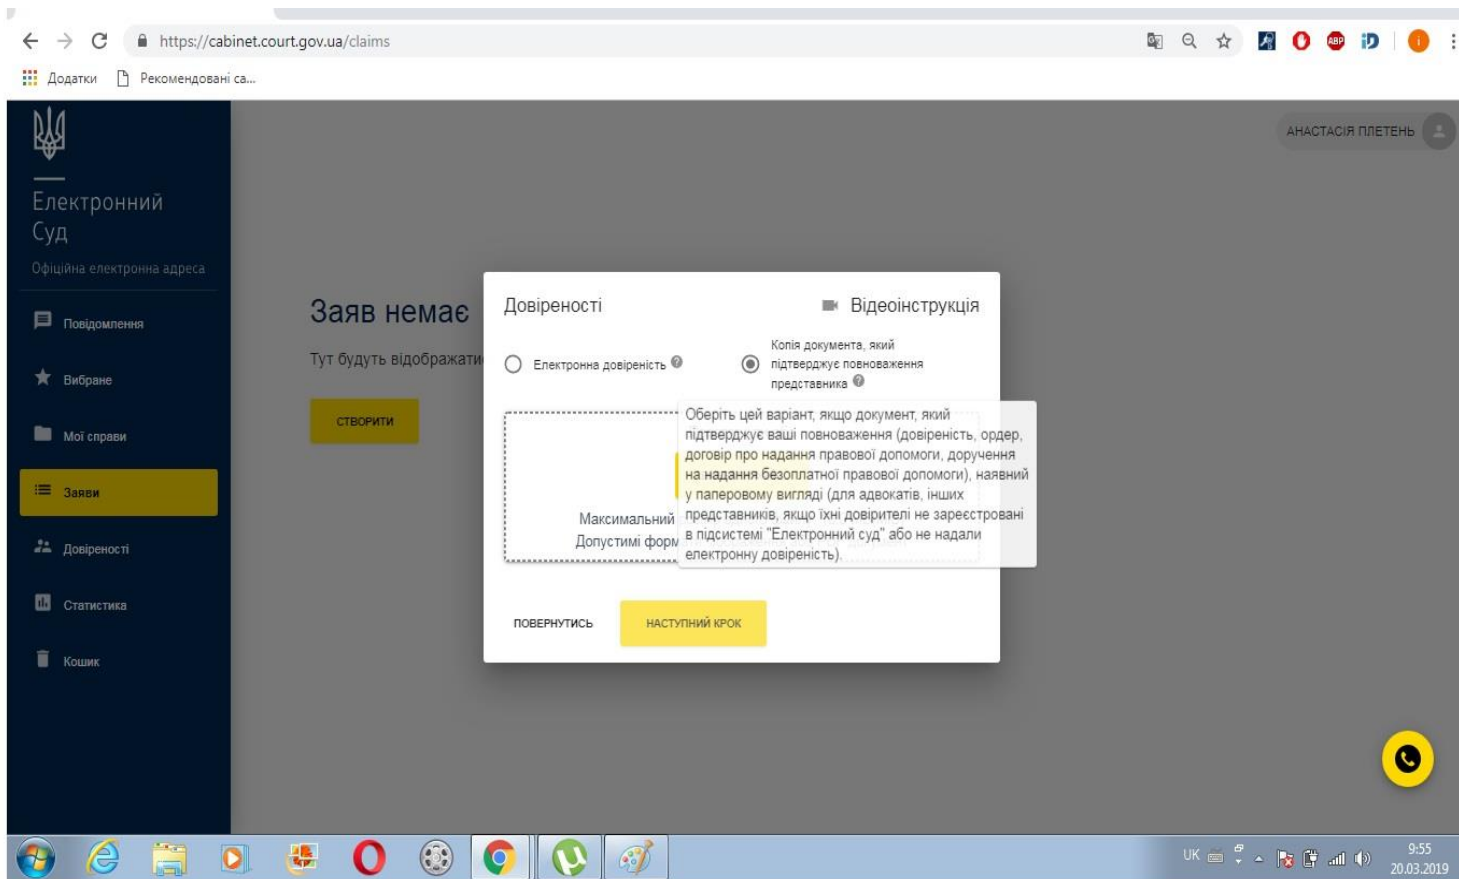 https://cabinet.court.gov.ua/claims
Додатки
Рекомендовані са...
АНАСТАСІЯ ПЛЕТЕНЬ
Електронний
Суд
Офіційна електронна адреса
Повідомлення
Вибране
Мої справи
Заяви
Довіреності
Статистика
Кошик
Заяв немає
Тут будуть відображати
СТВОРИТИ
Довіреності
Відеоінструкція
Електронна довіреність
Копія документа, який
підтверджує повноваження
представника
Оберіть цей варіант, якщо документ, який
підтверджує ваші повноваження (довіреність, ордер,
договір про надання правової допомоги, доручення
на надання безоплатної правової допомоги), наявний
у паперовому вигляді (для адвокатів, інших
представників, якщо їхні довірителі не зареєстровані
в підсистемі "Електронний суд" або не надали
електронну довіреність).
Максимальний
Допустимі форм
ПОВЕРНУТИСЬ
НАСТУПНИЙ КРОК
ABP
UK
9:55
20.03.2019